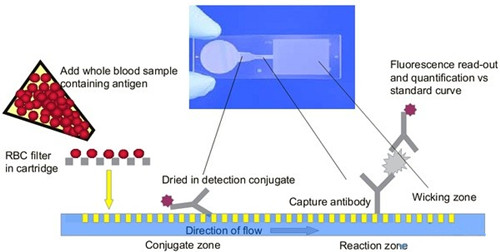 Add whole blood sample
containing antigen
Fluorescence read-out
and quantification vs
standard curve
RBC filter
in cartridge
Dried in detection conjugate
Capture antibody
Wicking zone
Direction of flow
Conjugate zone
Reaction zone